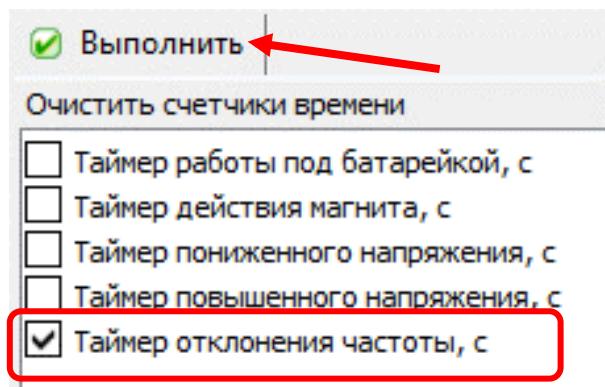 Выполнить
Очистить счетчики времени
Таймер работы под батарейкой, с
Таймер действия магнита, с
Таймер пониженного напряжения, с
Таймер повышенного напряжения, с
Таймер отклонения частоты, с